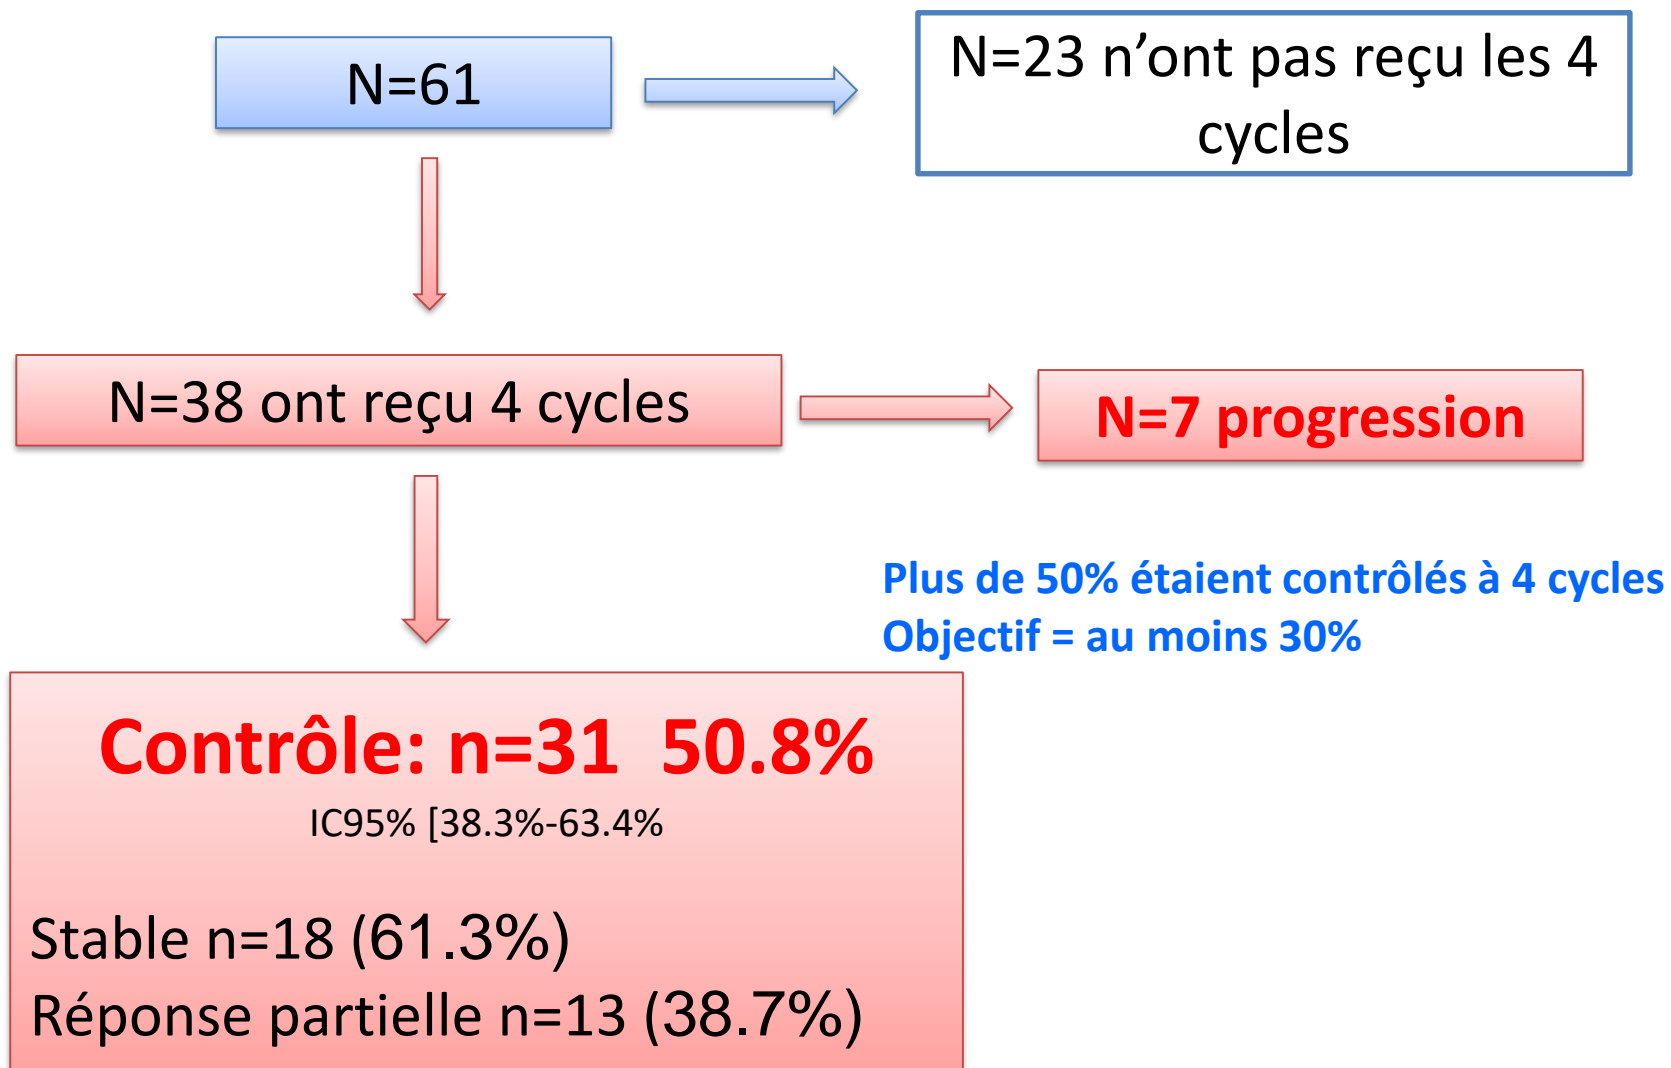 N=61
N=23 n’ont pas reçu les 4
cycles
N=38 ont reçu 4 cycles
N=7 progression
Plus de 50% étaient contrôlés à 4 cycles
Objectif = au moins 30%
Contrôle: n=31 50.8%
IC95% [38.3%-63.4%
Stable n=18 (61.3%)
Réponse partielle n=13 (38.7%)